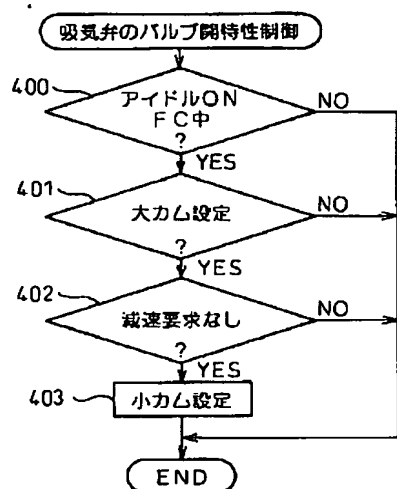 吸気弁のバルブ開特性制御
400
アイドルON
FC中
?
NO
YES
401
大カム設定
?
NO
YES
402
減速要求なし
?
NO
YES
403
小カム設定
END